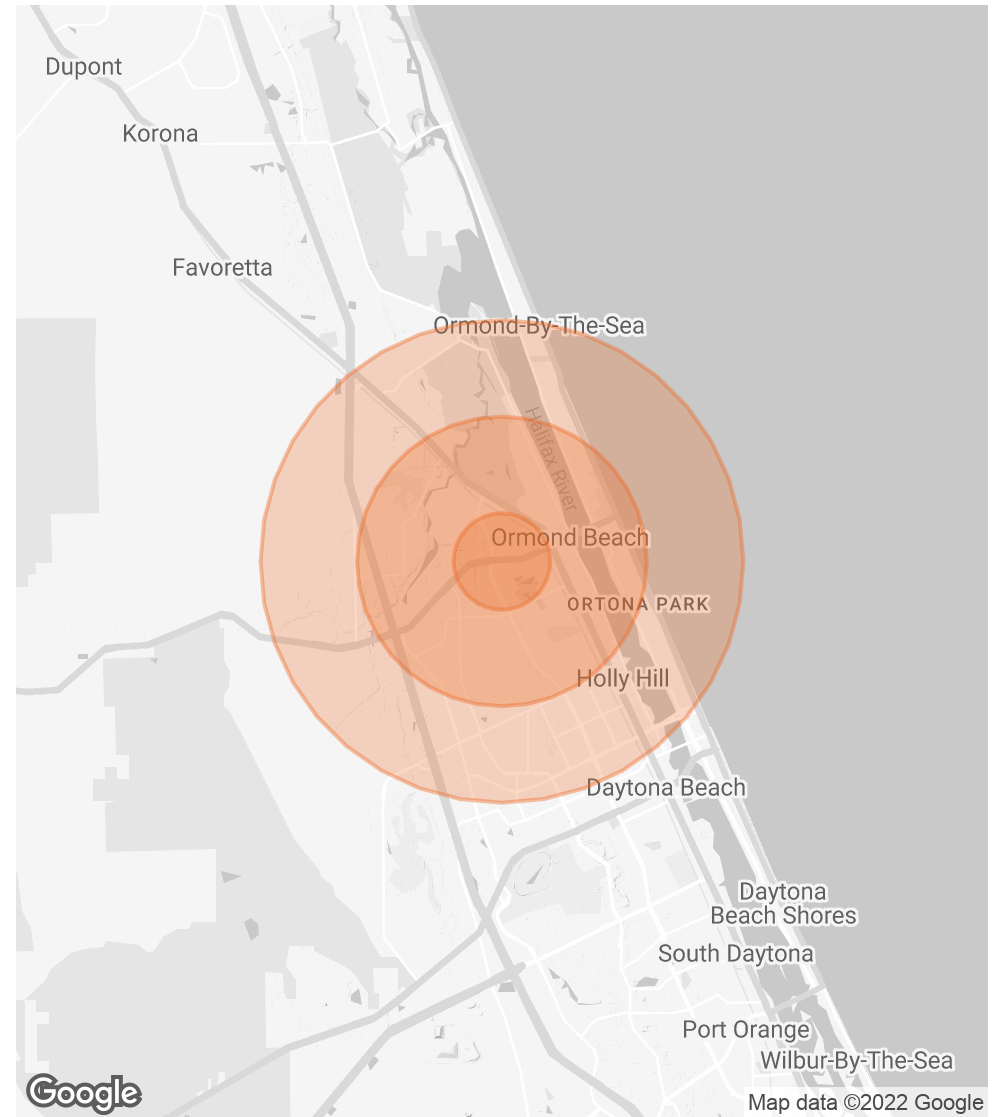 Dupont
Korona
Favoretta
Ormond-By-The-Sea
Halifax River
Ormond Beach
ORTONA PARK
Holly Hill
Daytona Beach
Daytona
Beach Shores
South Daytona
Port Orange
Wilbur-By-The-Sea
Google
Map data ©2022 Google